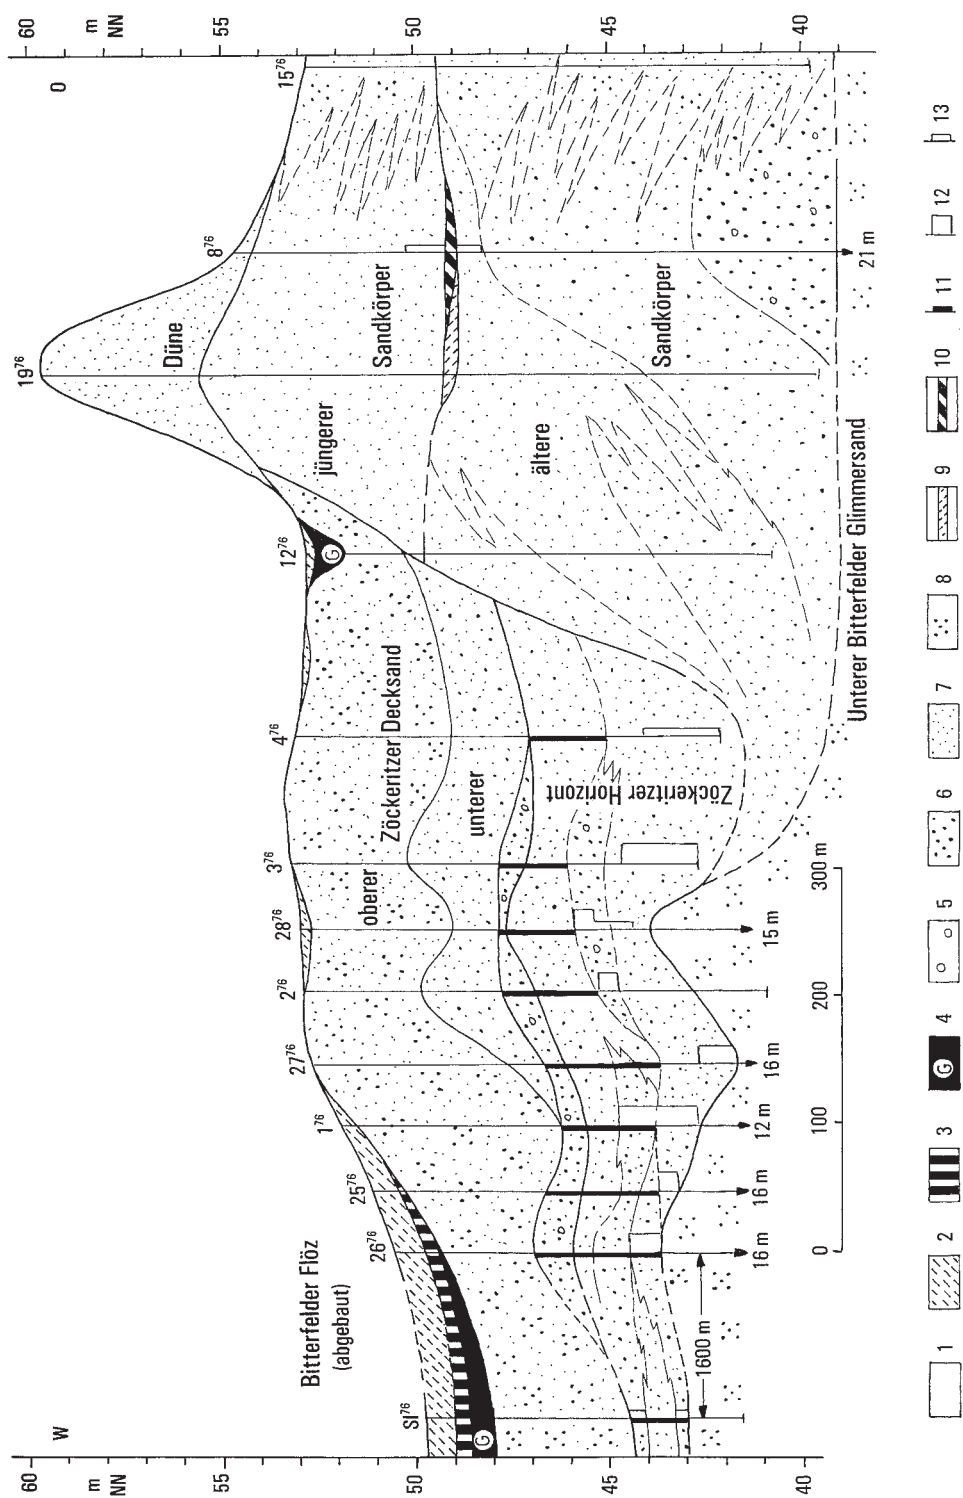 W
O
60
m
NN
55
50
45
40
60
m
NN
55
50
45
40
SI⁷⁶
26⁷⁶
25⁷⁶
1⁷⁶
27⁷⁶
2⁷⁶
28⁷⁶
3⁷⁶
4⁷⁶
12⁷⁶
19⁷⁶
8⁷⁶
15⁷⁶
Bitterfelder Flöz
(abgebaut)
G
G
oberer
Zöckeritzer Decksand
unterer
Zöckeritzer Horizont
Düne
jüngerer
Sandkörper
ältere
Sandkörper
Unterer Bitterfelder Glimmersand
1600 m
16 m
16 m
12 m
16 m
15 m
21 m
0
100
200
300 m
1
2
3
4
G
5
6
7
8
9
10
11
12
13